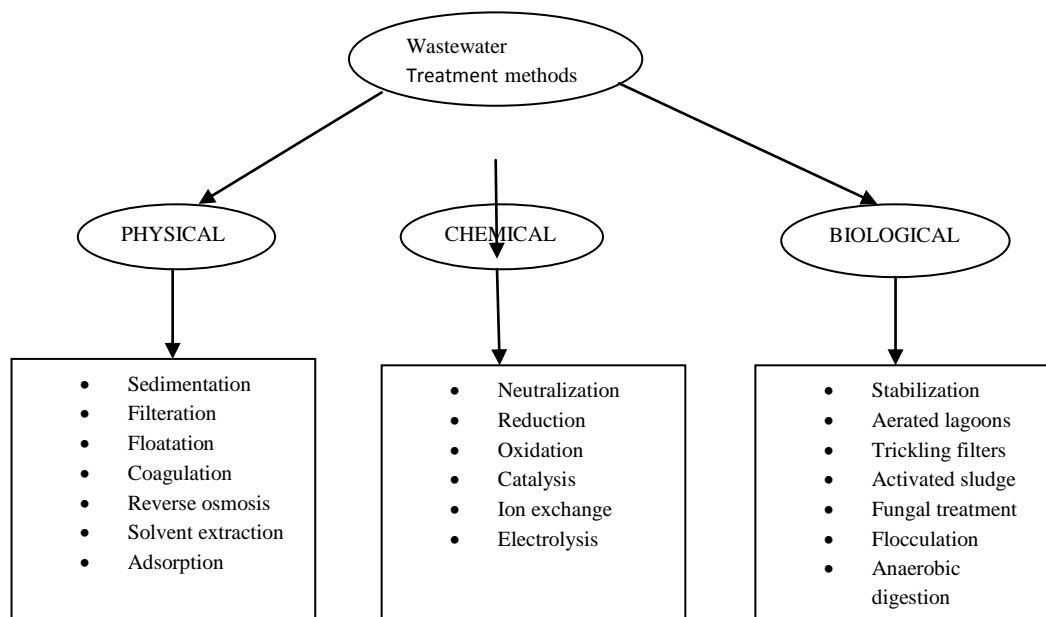 Wastewater
Treatment methods
PHYSICAL
CHEMICAL
BIOLOGICAL
• Sedimentation
• Filteration
• Floatation
• Coagulation
• Reverse osmosis
• Solvent extraction
• Adsorption
• Neutralization
• Reduction
• Oxidation
• Catalysis
• Ion exchange
• Electrolysis
• Stabilization
• Aerated lagoons
• Trickling filters
• Activated sludge
• Fungal treatment
• Flocculation
• Anaerobic
digestion